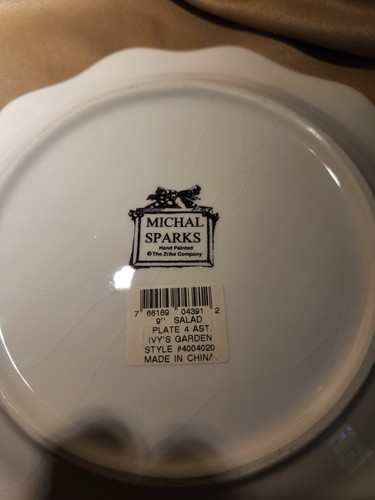 MICHAL
SPARKS
Hand Painted
© The Zrike Company
7 66169 04391 2
9" SALAD
PLATE 4 AST.
IVY'S GARDEN
STYLE #4004020
MADE IN CHINA